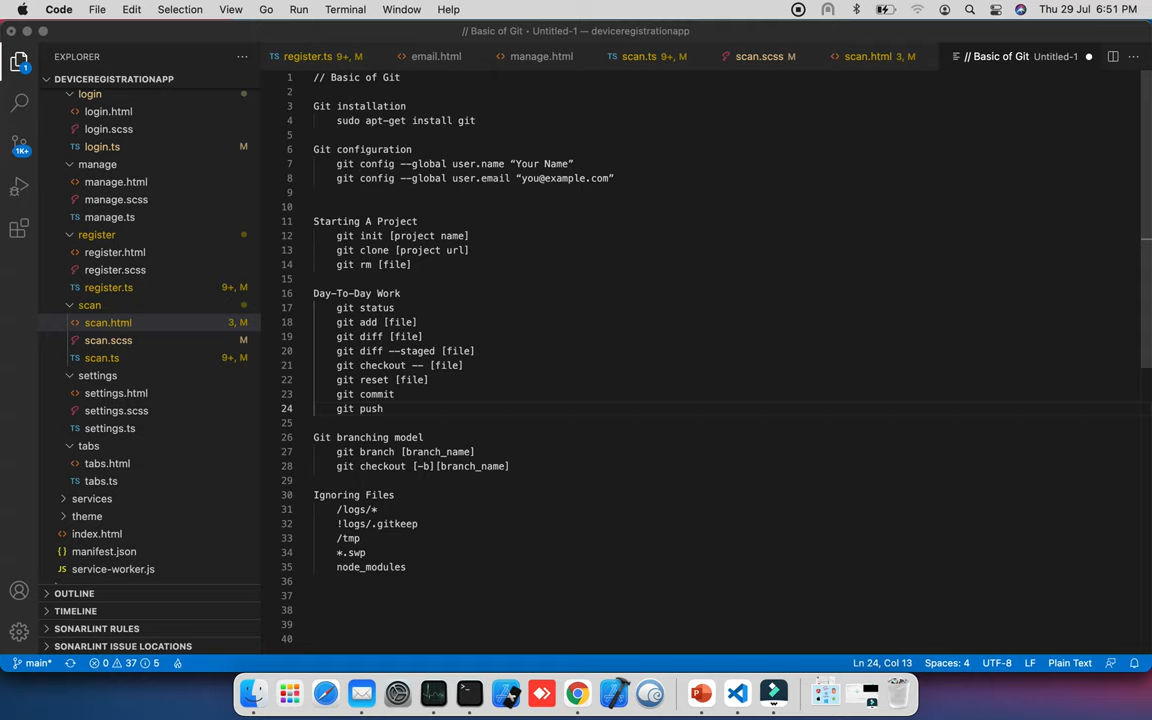 Code File Edit Selection View Go Run Terminal Window Help Thu 29 Jul 6:51 PM
// Basic of Git • Untitled-1 — deviceregistrationapp
EXPLORER
register.ts 9+, M
email.html
manage.html
TS scan.ts 9+, M
scan.scss M
scan.html 3, M
// Basic of Git Untitled-1
DEVICEREGISTRATIONAPP
login
login.html
login.scss
TS login.ts M
manage
manage.html
manage.scss
TS manage.ts
register
register.html
register.scss
TS register.ts 9+, M
scan
scan.html 3, M
scan.scss M
TS scan.ts 9+, M
settings
settings.html
settings.scss
TS settings.ts
tabs
tabs.html
TS tabs.ts
services
theme
index.html
manifest.json
JS service-worker.js
OUTLINE
TIMELINE
SONARLINT RULES
SONARLINT ISSUE LOCATIONS
1
1K+
1 // Basic of Git
2
3 Git installation
4 sudo apt-get install git
5
6 Git configuration
7 git config --global user.name “Your Name”
8 git config --global user.email “you@example.com”
9
10
11 Starting A Project
12 git init [project name]
13 git clone [project url]
14 git rm [file]
15
16 Day-To-Day Work
17 git status
18 git add [file]
19 git diff [file]
20 git diff --staged [file]
21 git checkout -- [file]
22 git reset [file]
23 git commit
24 git push
25
26 Git branching model
27 git branch [branch_name]
28 git checkout [-b][branch_name]
29
30 Ignoring Files
31 /logs/*
32 !logs/.gitkeep
33 /tmp
34 *.swp
35 node_modules
36
37
38
39
40
main* 0 37 5 Ln 24, Col 13 Spaces: 4 UTF-8 LF Plain Text